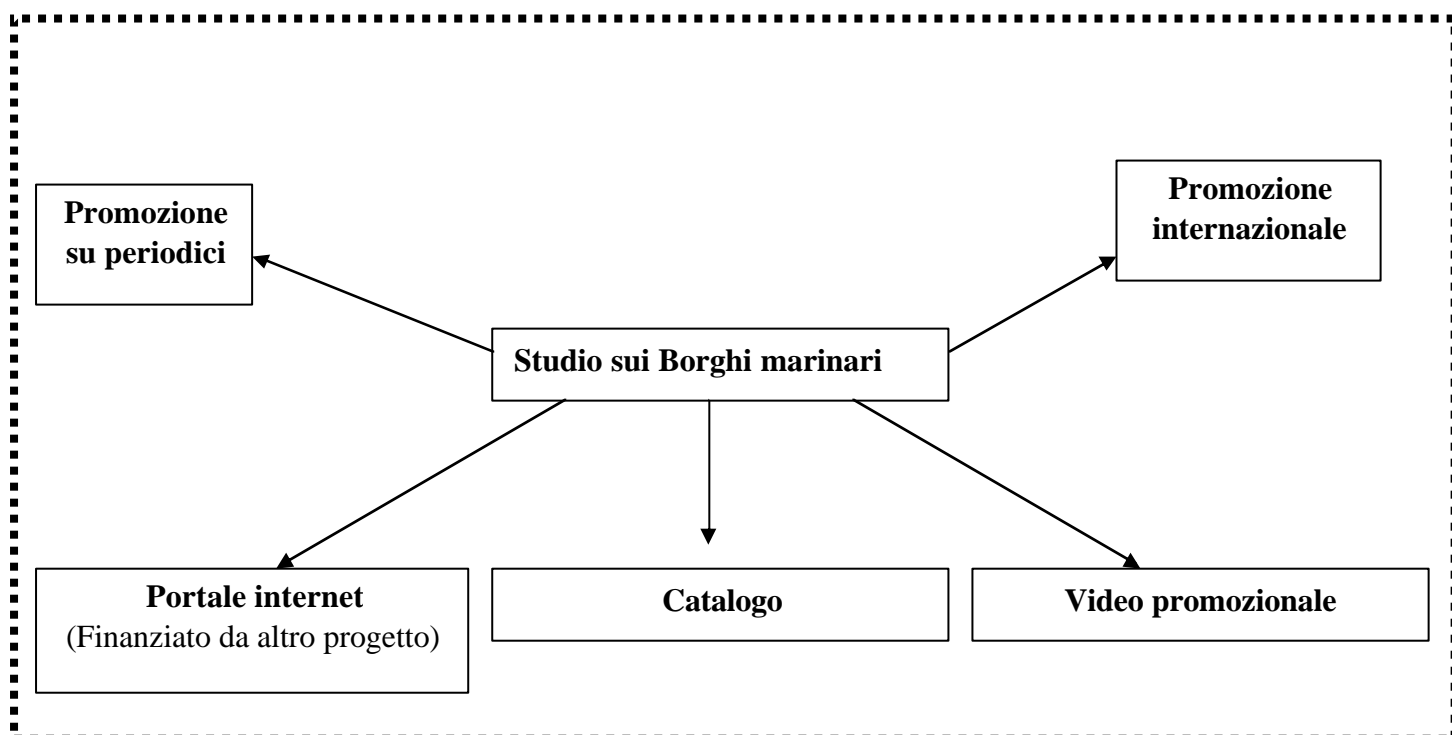 Promozione
su periodici
Promozione
internazionale
Studio sui Borghi marinari
Portale internet
(Finanziato da altro progetto)
Catalogo
Video promozionale